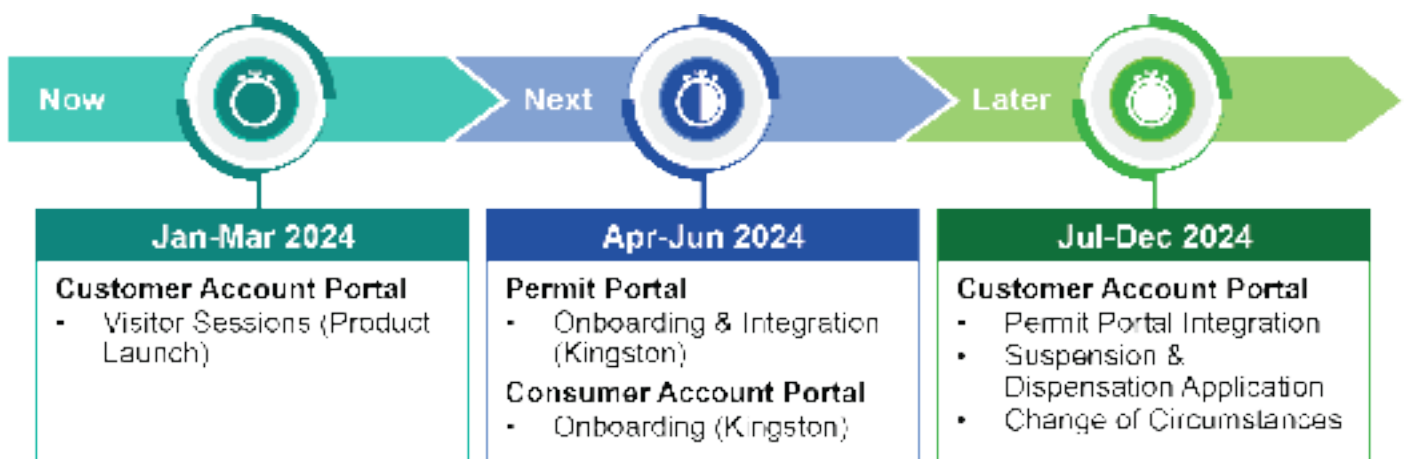 Now
Next
Later
Jan-Mar 2024
Customer Account Portal
- Visitor Sessions (Product
Launch)
Apr-Jun 2024
Permit Portal
- Onboarding & Integration
(Kingston)
Consumer Account Portal
- Onboarding (Kingston)
Jul-Dec 2024
Customer Account Portal
• Permit Portal Integration
• Suspension &
Dispensation Application
• Change of Circumstances